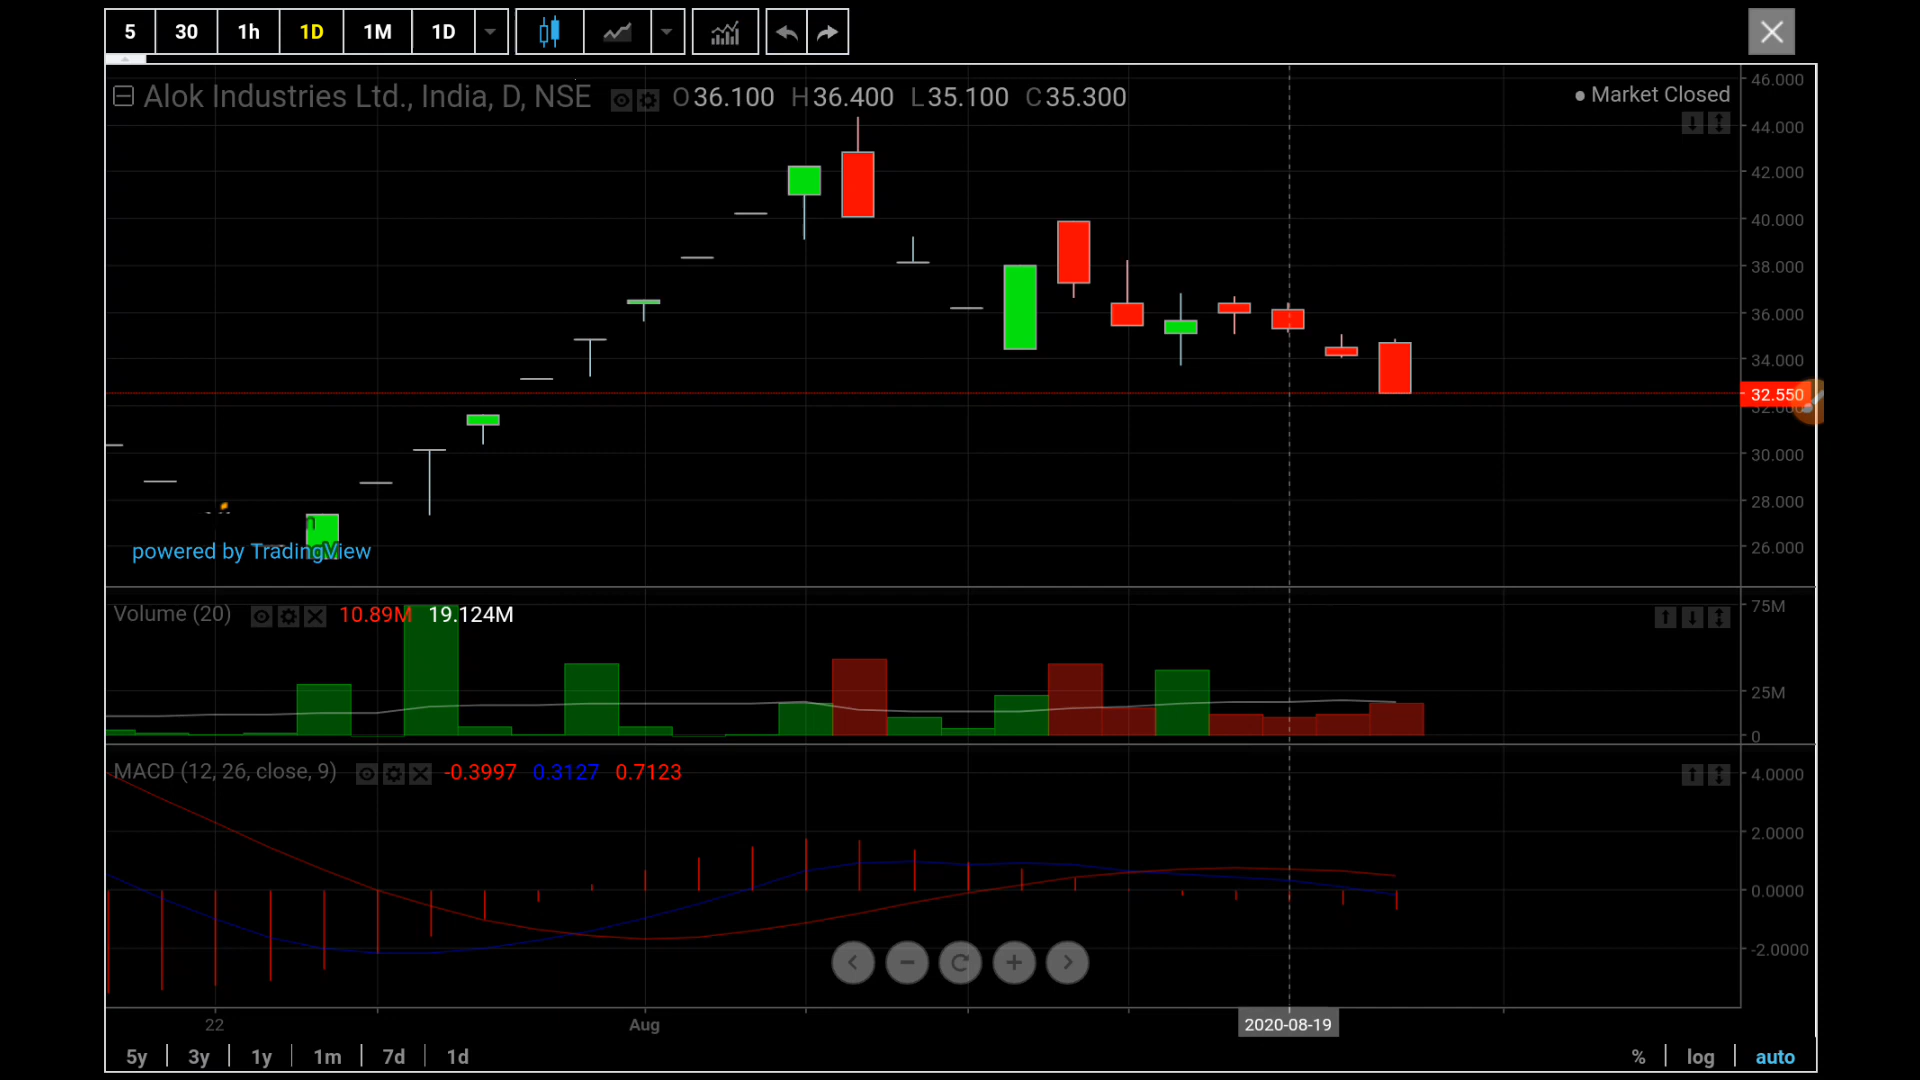 5 30 1h 1D 1M 1D
Alok Industries Ltd., India, D, NSE O36.100 H36.400 L35.100 C35.300
Market Closed
46.000
44.000
42.000
40.000
38.000
36.000
34.000
32.550
30.000
28.000
26.000
powered by TradingView
Volume (20) 10.89M 19.124M
75M
25M
0
MACD (12, 26, close, 9) -0.3997 0.3127 0.7123
4.0000
2.0000
0.0000
-2.0000
22 Aug 2020-08-19
5y 3y 1y 1m 7d 1d % log auto